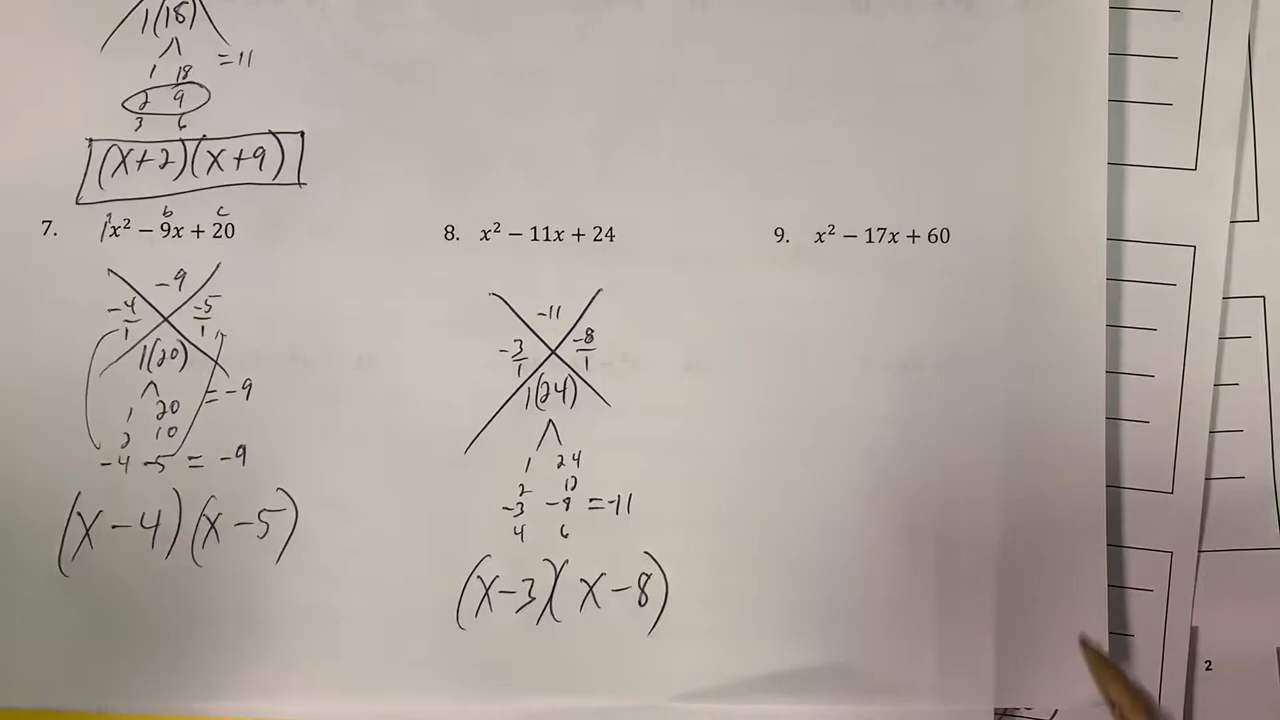 1(18)
= 11
1 18
2 9
3 6
(x+2)(x+9)
a b c
7. 1x² − 9x + 20
-9
-4/1 -5/1
1(20)
= -9
1 20
2 10
-4 -5 = -9
(x-4)(x-5)
8. x² − 11x + 24
-11
-3/1 -8/1
1(24)
1 24
2 12
-3 -8 = -11
4 6
(x-3)(x-8)
9. x² − 17x + 60
2